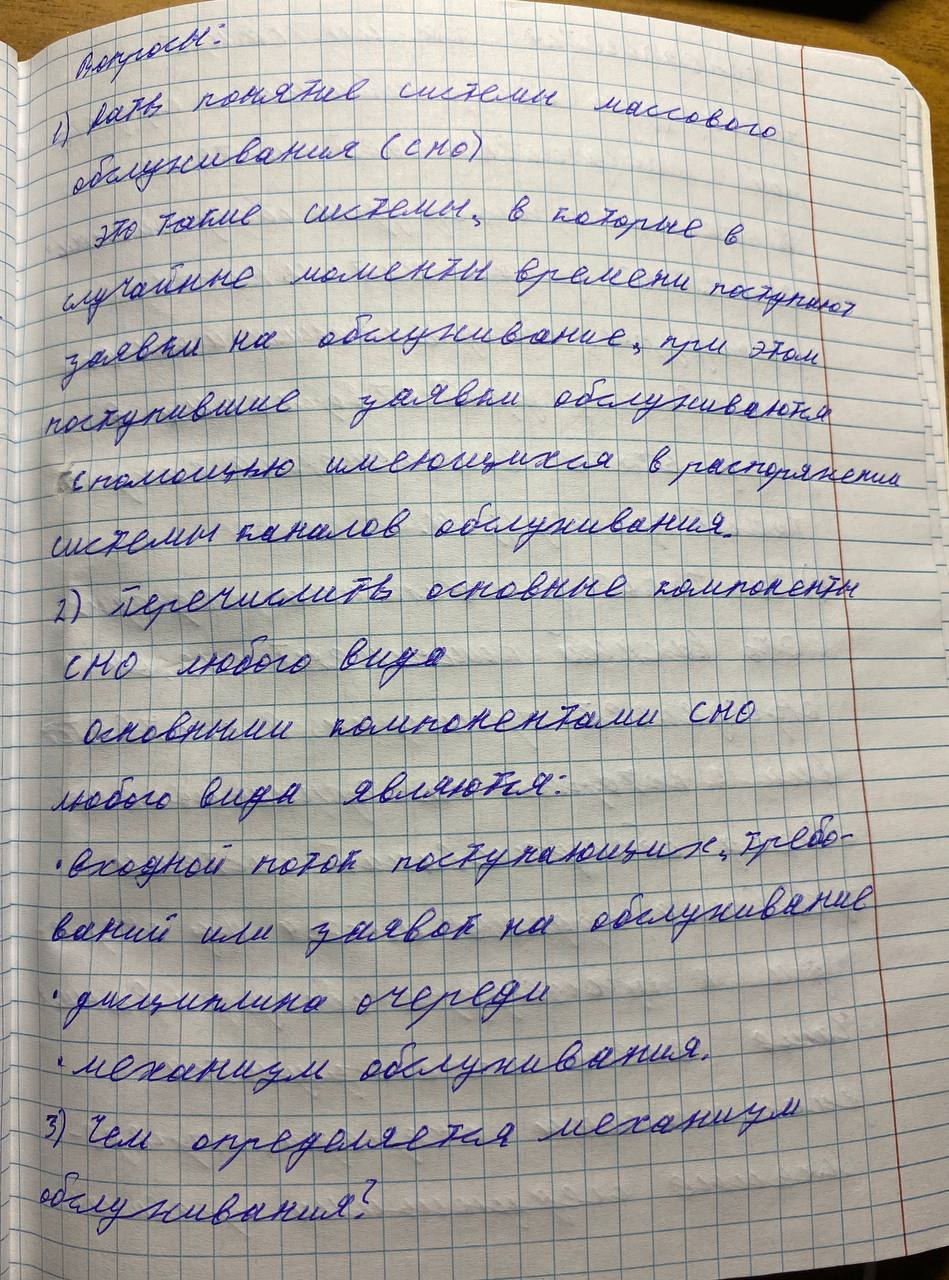 Вопросы:
1) Дать понятие системы массового
обслуживания (СМО)
это такие системы, в которые в
случайные моменты времени поступают
заявки на обслуживание, при этом
поступившие заявки обслуживаются
с помощью имеющихся в распоряжении
системы каналов обслуживания.
2) Перечислить основные компоненты
СМО любого вида
Основными компонентами СМО
любого вида являются:
· входной поток поступающих, требо-
ваний или заявок на обслуживание
· дисциплина очереди
· механизм обслуживания.
3) Чем определяется механизм
обслуживания?